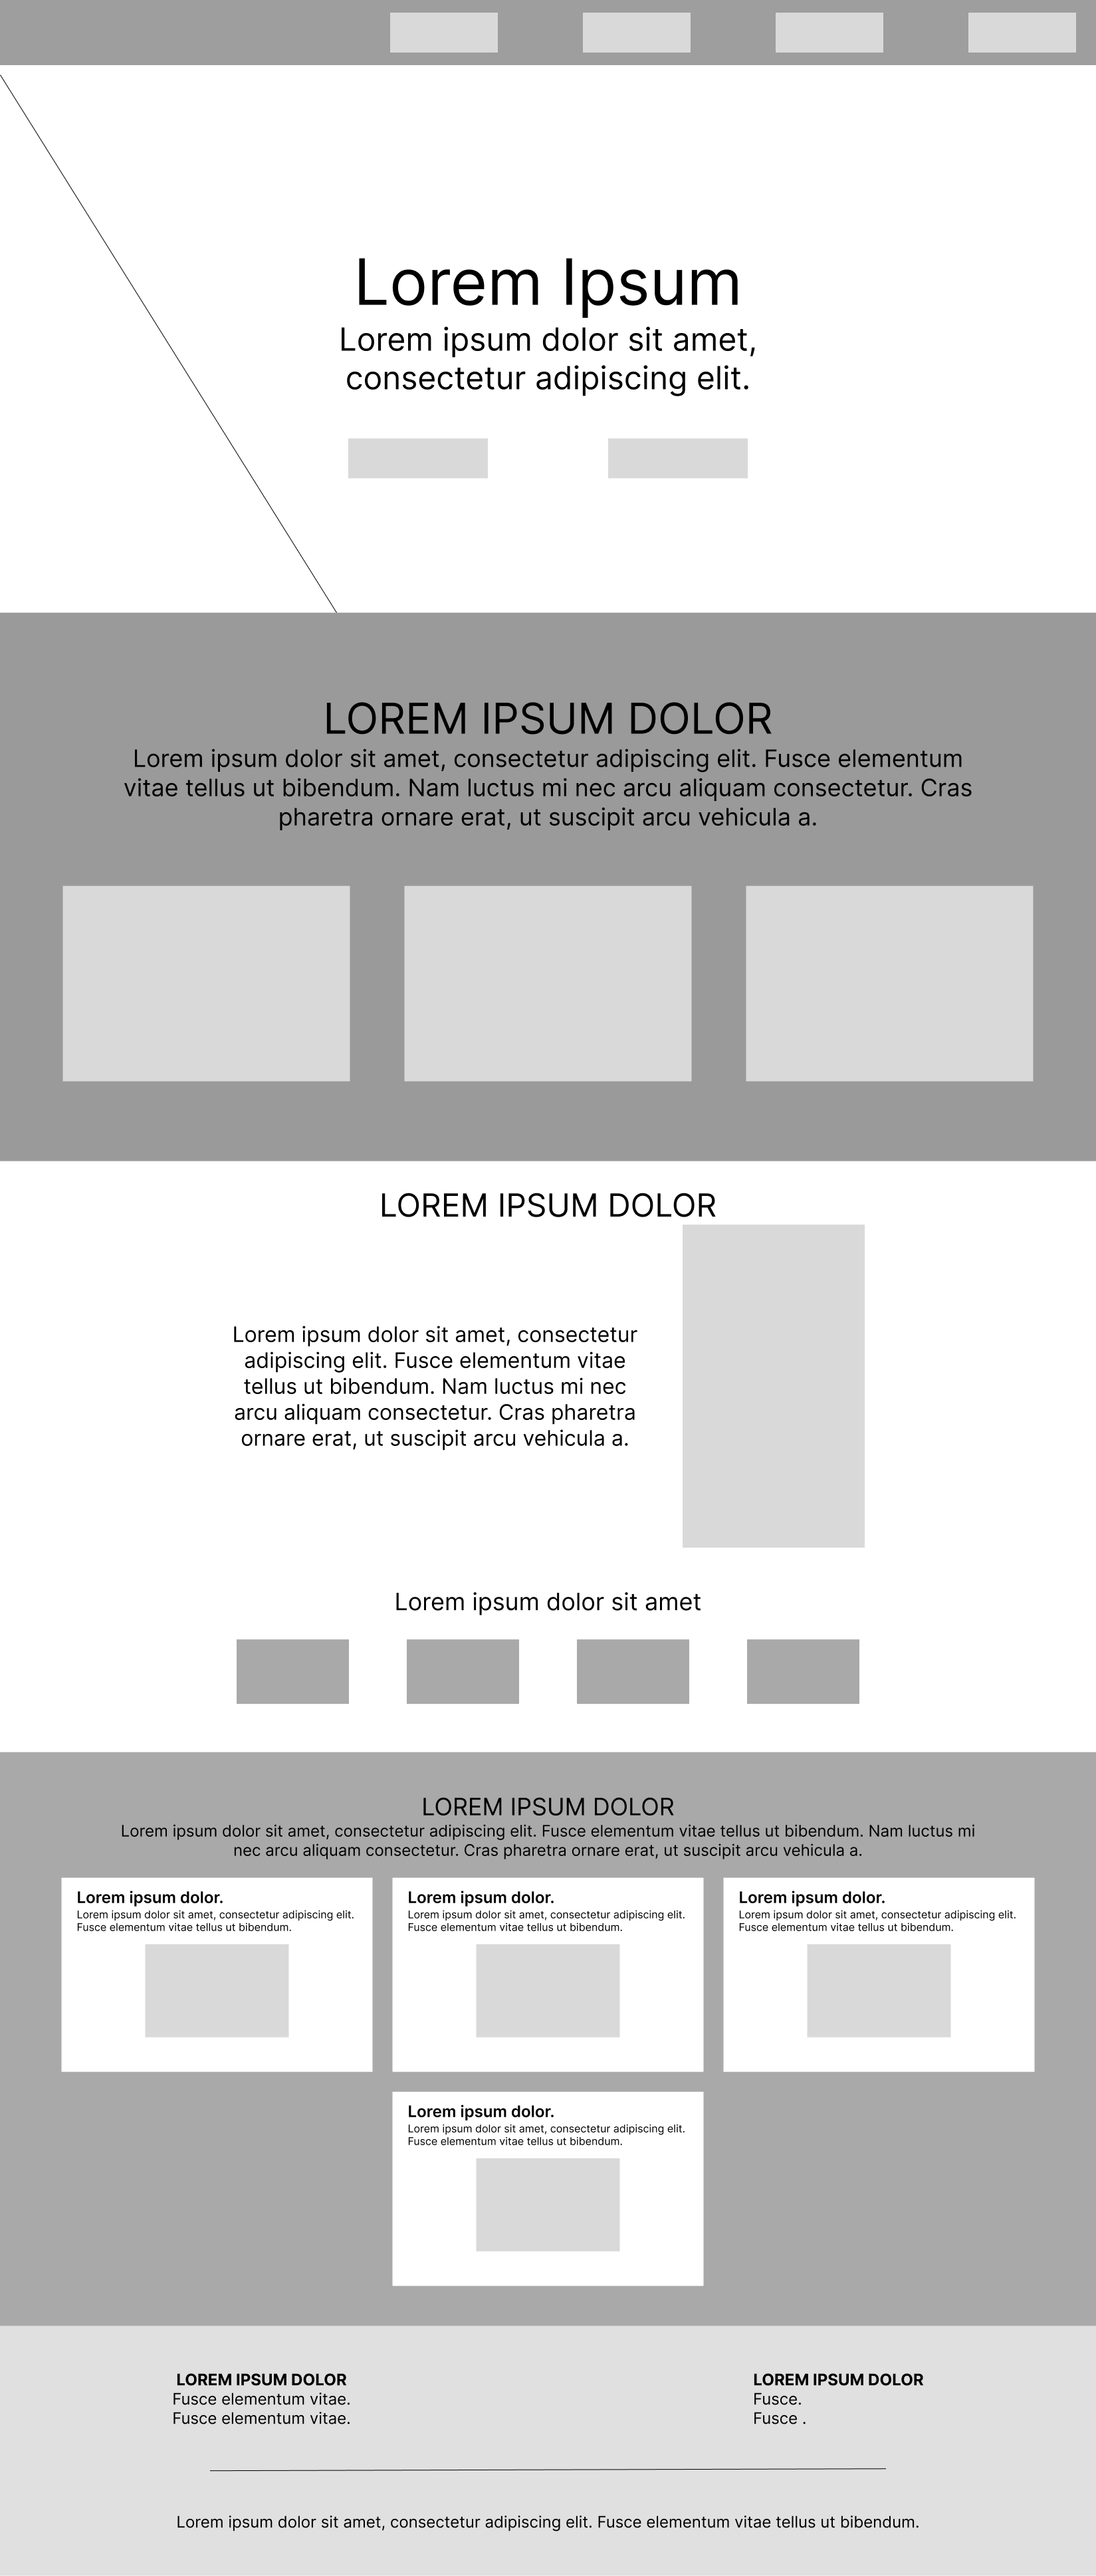 Lorem Ipsum
Lorem ipsum dolor sit amet,
consectetur adipiscing elit.
LOREM IPSUM DOLOR
Lorem ipsum dolor sit amet, consectetur adipiscing elit. Fusce elementum
vitae tellus ut bibendum. Nam luctus mi nec arcu aliquam consectetur. Cras
pharetra ornare erat, ut suscipit arcu vehicula a.
LOREM IPSUM DOLOR
Lorem ipsum dolor sit amet, consectetur
adipiscing elit. Fusce elementum vitae
tellus ut bibendum. Nam luctus mi nec
arcu aliquam consectetur. Cras pharetra
ornare erat, ut suscipit arcu vehicula a.
Lorem ipsum dolor sit amet
LOREM IPSUM DOLOR
Lorem ipsum dolor sit amet, consectetur adipiscing elit. Fusce elementum vitae tellus ut bibendum. Nam luctus mi
nec arcu aliquam consectetur. Cras pharetra ornare erat, ut suscipit arcu vehicula a.
Lorem ipsum dolor.
Lorem ipsum dolor sit amet, consectetur adipiscing elit.
Fusce elementum vitae tellus ut bibendum.
Lorem ipsum dolor.
Lorem ipsum dolor sit amet, consectetur adipiscing elit.
Fusce elementum vitae tellus ut bibendum.
Lorem ipsum dolor.
Lorem ipsum dolor sit amet, consectetur adipiscing elit.
Fusce elementum vitae tellus ut bibendum.
Lorem ipsum dolor.
Lorem ipsum dolor sit amet, consectetur adipiscing elit.
Fusce elementum vitae tellus ut bibendum.
LOREM IPSUM DOLOR
Fusce elementum vitae.
Fusce elementum vitae.
LOREM IPSUM DOLOR
Fusce.
Fusce .
Lorem ipsum dolor sit amet, consectetur adipiscing elit. Fusce elementum vitae tellus ut bibendum.